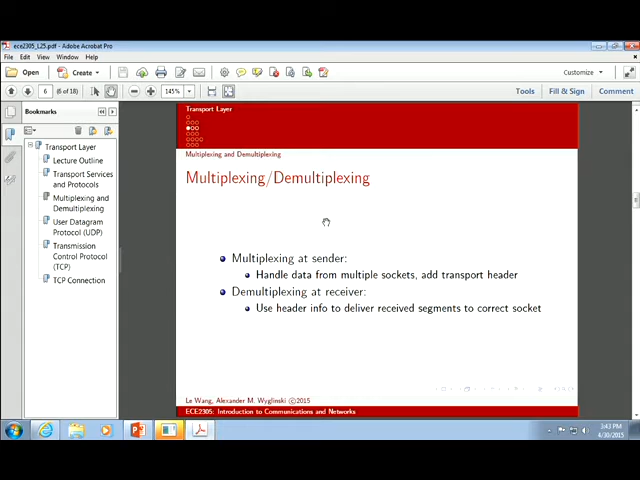 ece2305_L25.pdf - Adobe Acrobat Pro
File Edit View Window Help
Open Create Customize
6 (6 of 18) 145% Tools Fill & Sign Comment
Bookmarks
Transport Layer
Lecture Outline
Transport Services
and Protocols
Multiplexing and
Demultiplexing
User Datagram
Protocol (UDP)
Transmission
Control Protocol
(TCP)
TCP Connection
Transport Layer
Multiplexing and Demultiplexing
Multiplexing/Demultiplexing
Multiplexing at sender:
Handle data from multiple sockets, add transport header
Demultiplexing at receiver:
Use header info to deliver received segments to correct socket
Le Wang, Alexander M. Wyglinski ©2015
ECE2305: Introduction to Communications and Networks
3:43 PM
4/30/2015